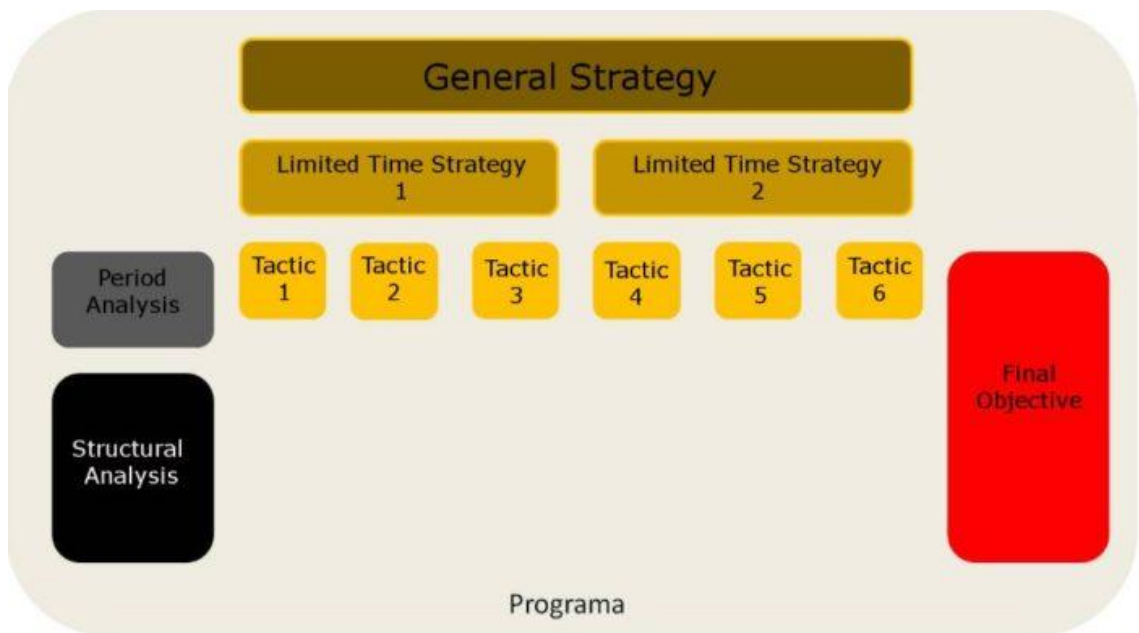 General Strategy
Limited Time Strategy
1
Limited Time Strategy
2
Period
Analysis
Tactic
1
Tactic
2
Tactic
3
Tactic
4
Tactic
5
Tactic
6
Structural
Analysis
Final
Objective
Programa